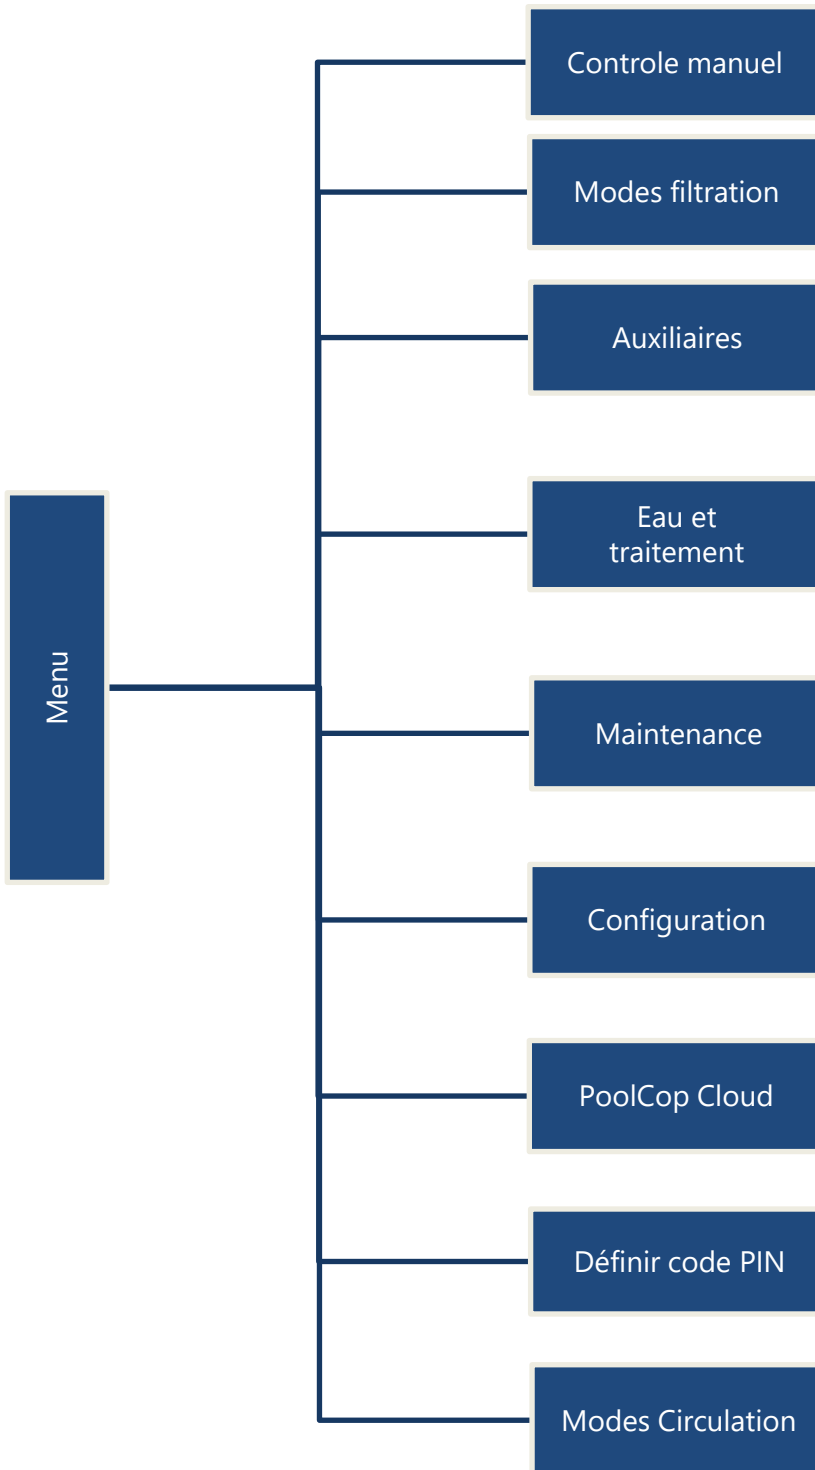 Controle manuel
Modes filtration
Auxiliaires
Eau et
traitement
Menu
Maintenance
Configuration
PoolCop Cloud
Définir code PIN
Modes Circulation